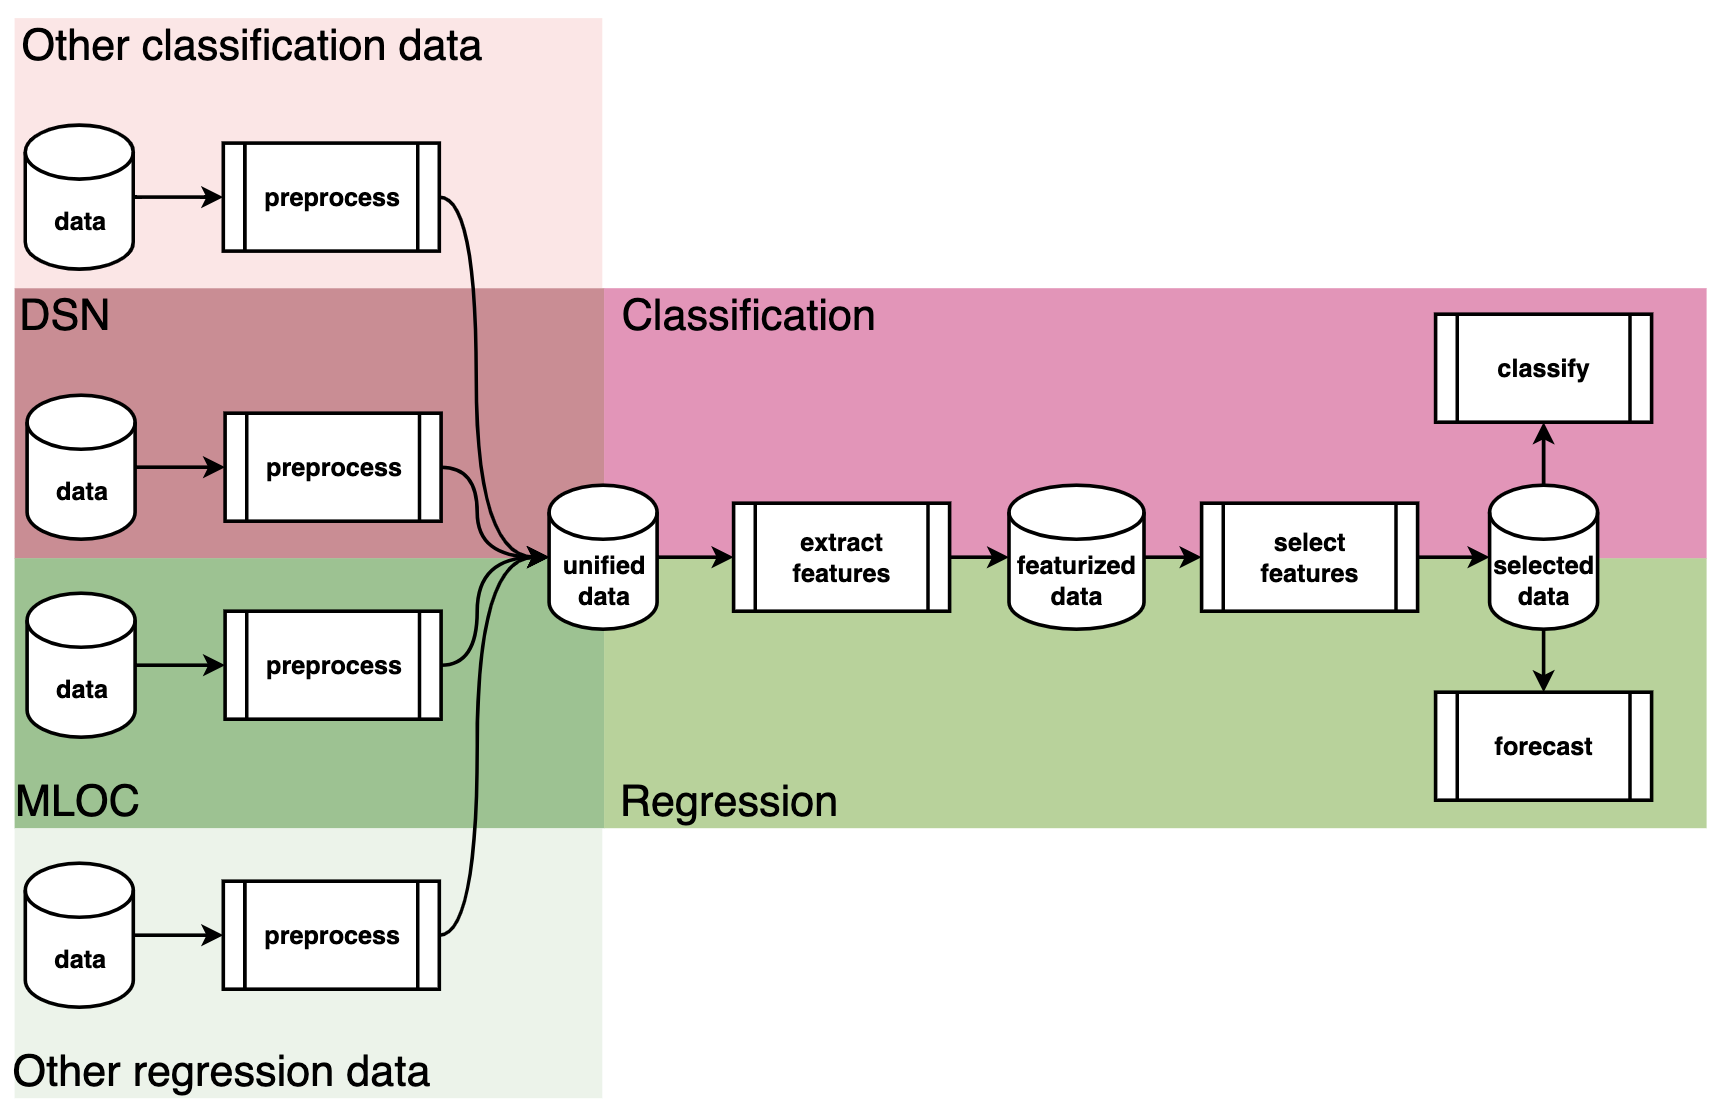 Other classification data
data
preprocess
DSN
Classification
classify
data
preprocess
unified
data
extract
features
featurized
data
select
features
selected
data
data
preprocess
forecast
MLOC
Regression
data
preprocess
Other regression data